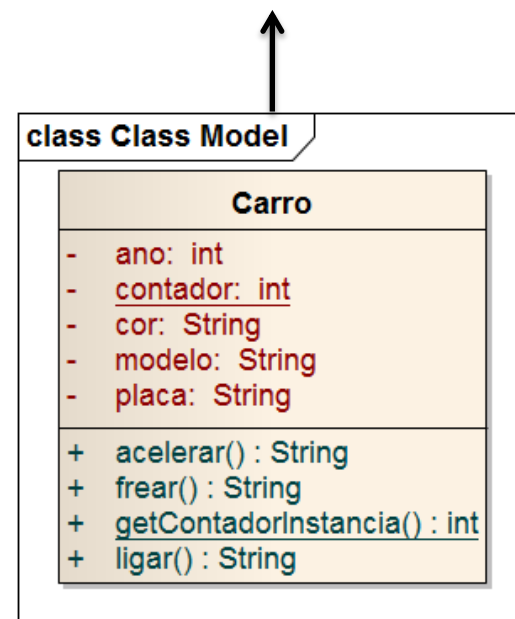 class Class Model
Carro
- ano: int
- contador: int
- cor: String
- modelo: String
- placa: String
+ acelerar() : String
+ frear() : String
+ getContadorInstancia() : int
+ ligar() : String